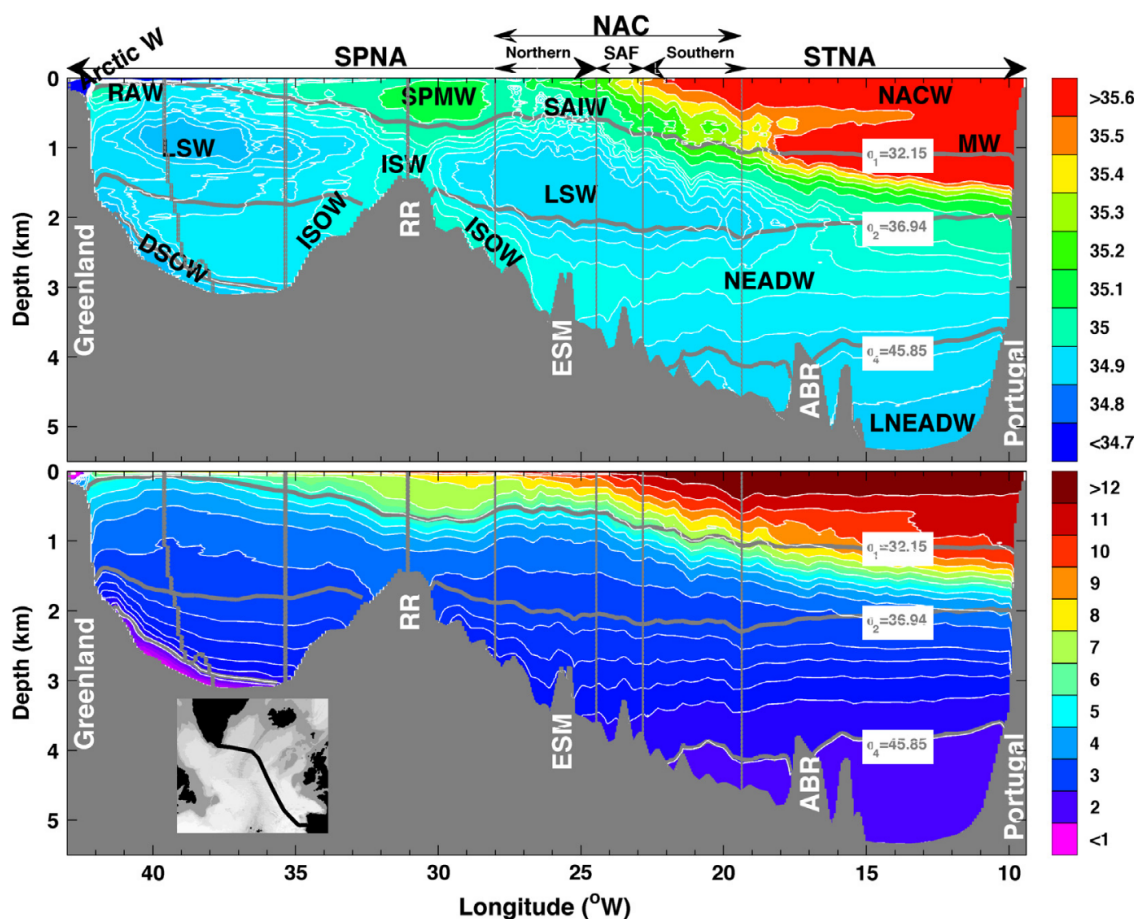 NAC
SPNA Northern SAF Southern STNA
Arctic W
0
RAW SPMW SAIW NACW
LSW ISW MW
1
σ1=32.15
LSW
2
ISOW RR ISOW σ2=36.94
DSOW
3
NEADW
4
σ4=45.85
5
LNEADW
Greenland ESM ABR Portugal
Depth (km)
>35.6
35.5
35.4
35.3
35.2
35.1
35
34.9
34.8
<34.7
0
1
σ1=32.15
2
RR σ2=36.94
3
4
σ4=45.85
5
Greenland ESM ABR Portugal
Depth (km)
>12
11
10
9
8
7
6
5
4
3
2
<1
40 35 30 25 20 15 10
Longitude (°W)